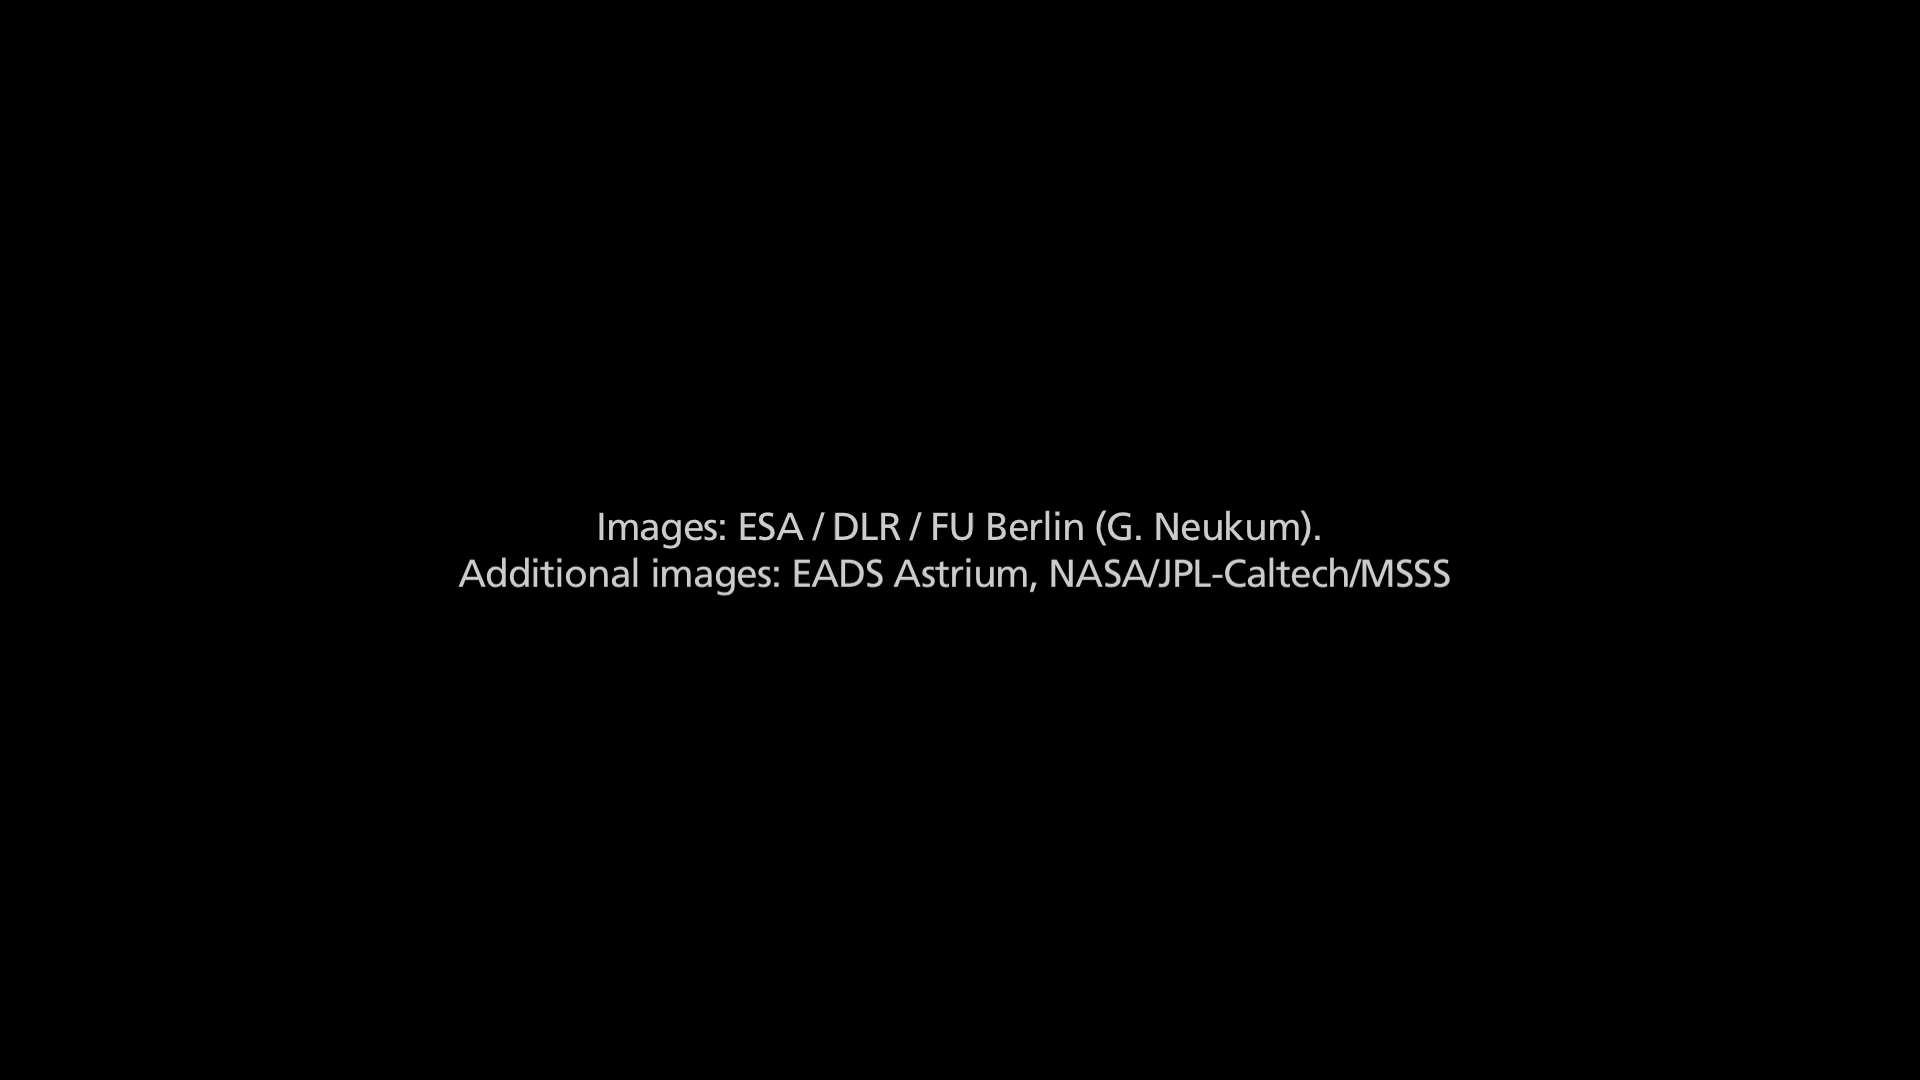 Images: ESA / DLR / FU Berlin (G. Neukum).
Additional images: EADS Astrium, NASA/JPL-Caltech/MSSS